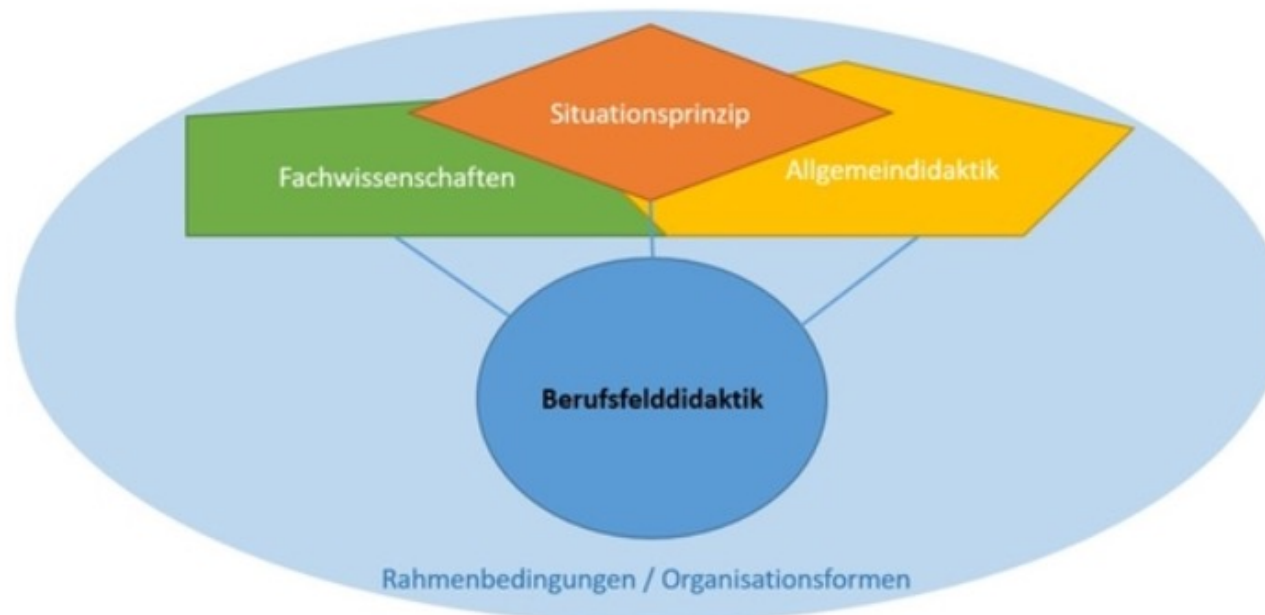 Situationsprinzip
Fachwissenschaften
Allgemeindidaktik
Berufsfelddidaktik
Rahmenbedingungen / Organisationsformen